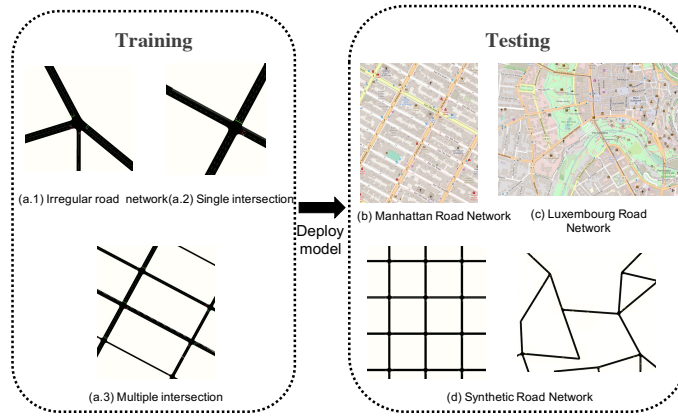 Training
(a.1) Irregular road network
(a.2) Single intersection
(a.3) Multiple intersection
Deploy
model
Testing
(b) Manhattan Road Network
(c) Luxembourg Road
Network
(d) Synthetic Road Network